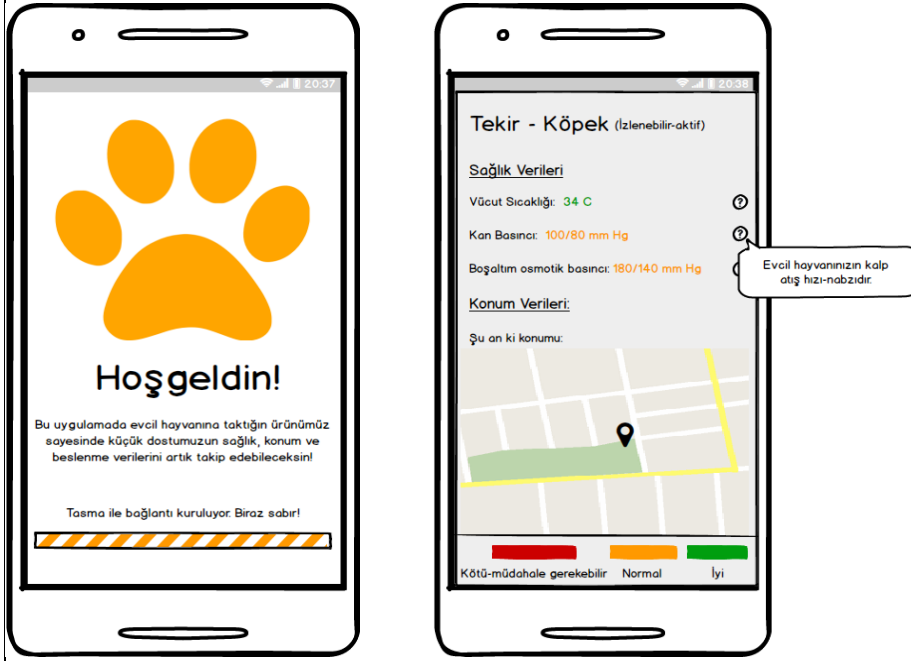 20:37
Hoşgeldin!
Bu uygulamada evcil hayvanına taktığın ürünümüz
sayesinde küçük dostumuzun sağlık, konum ve
beslenme verilerini artık takip edebileceksin!
Tasma ile bağlantı kuruluyor. Biraz sabır!
20:38
Tekir - Köpek (İzlenebilir-aktif)
Sağlık Verileri
Vücut Sıcaklığı: 34 C ?
Kan Basıncı: 100/80 mm Hg ?
Evcil hayvanınızın kalp
atış hızı-nabzıdır.
Boşaltım osmotik basıncı: 180/140 mm Hg
Konum Verileri:
Şu an ki konumu:
Kötü-müdahale gerekebilir Normal İyi